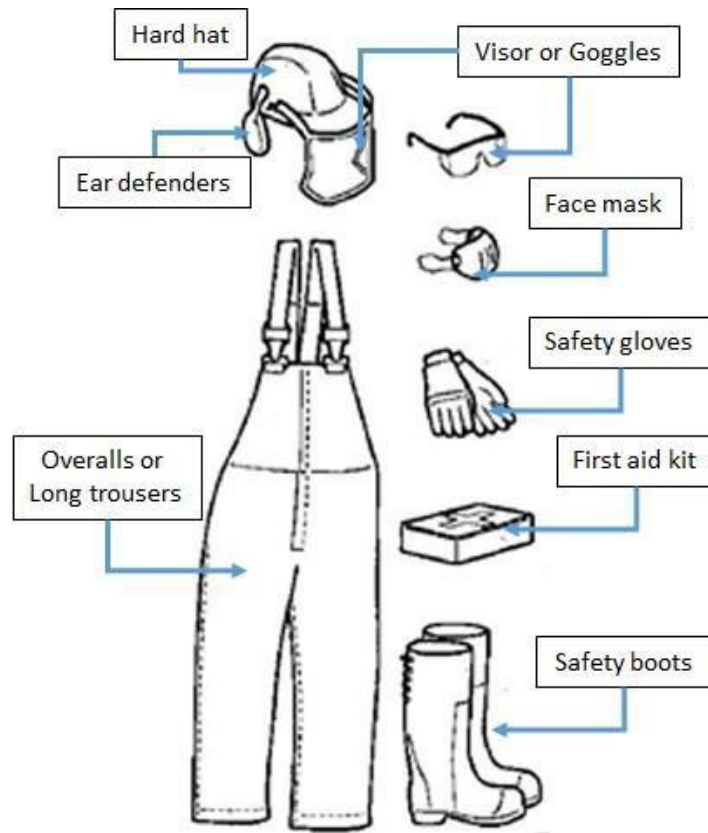 Hard hat
Visor or Goggles
Ear defenders
Face mask
Safety gloves
Overalls or
Long trousers
First aid kit
Safety boots